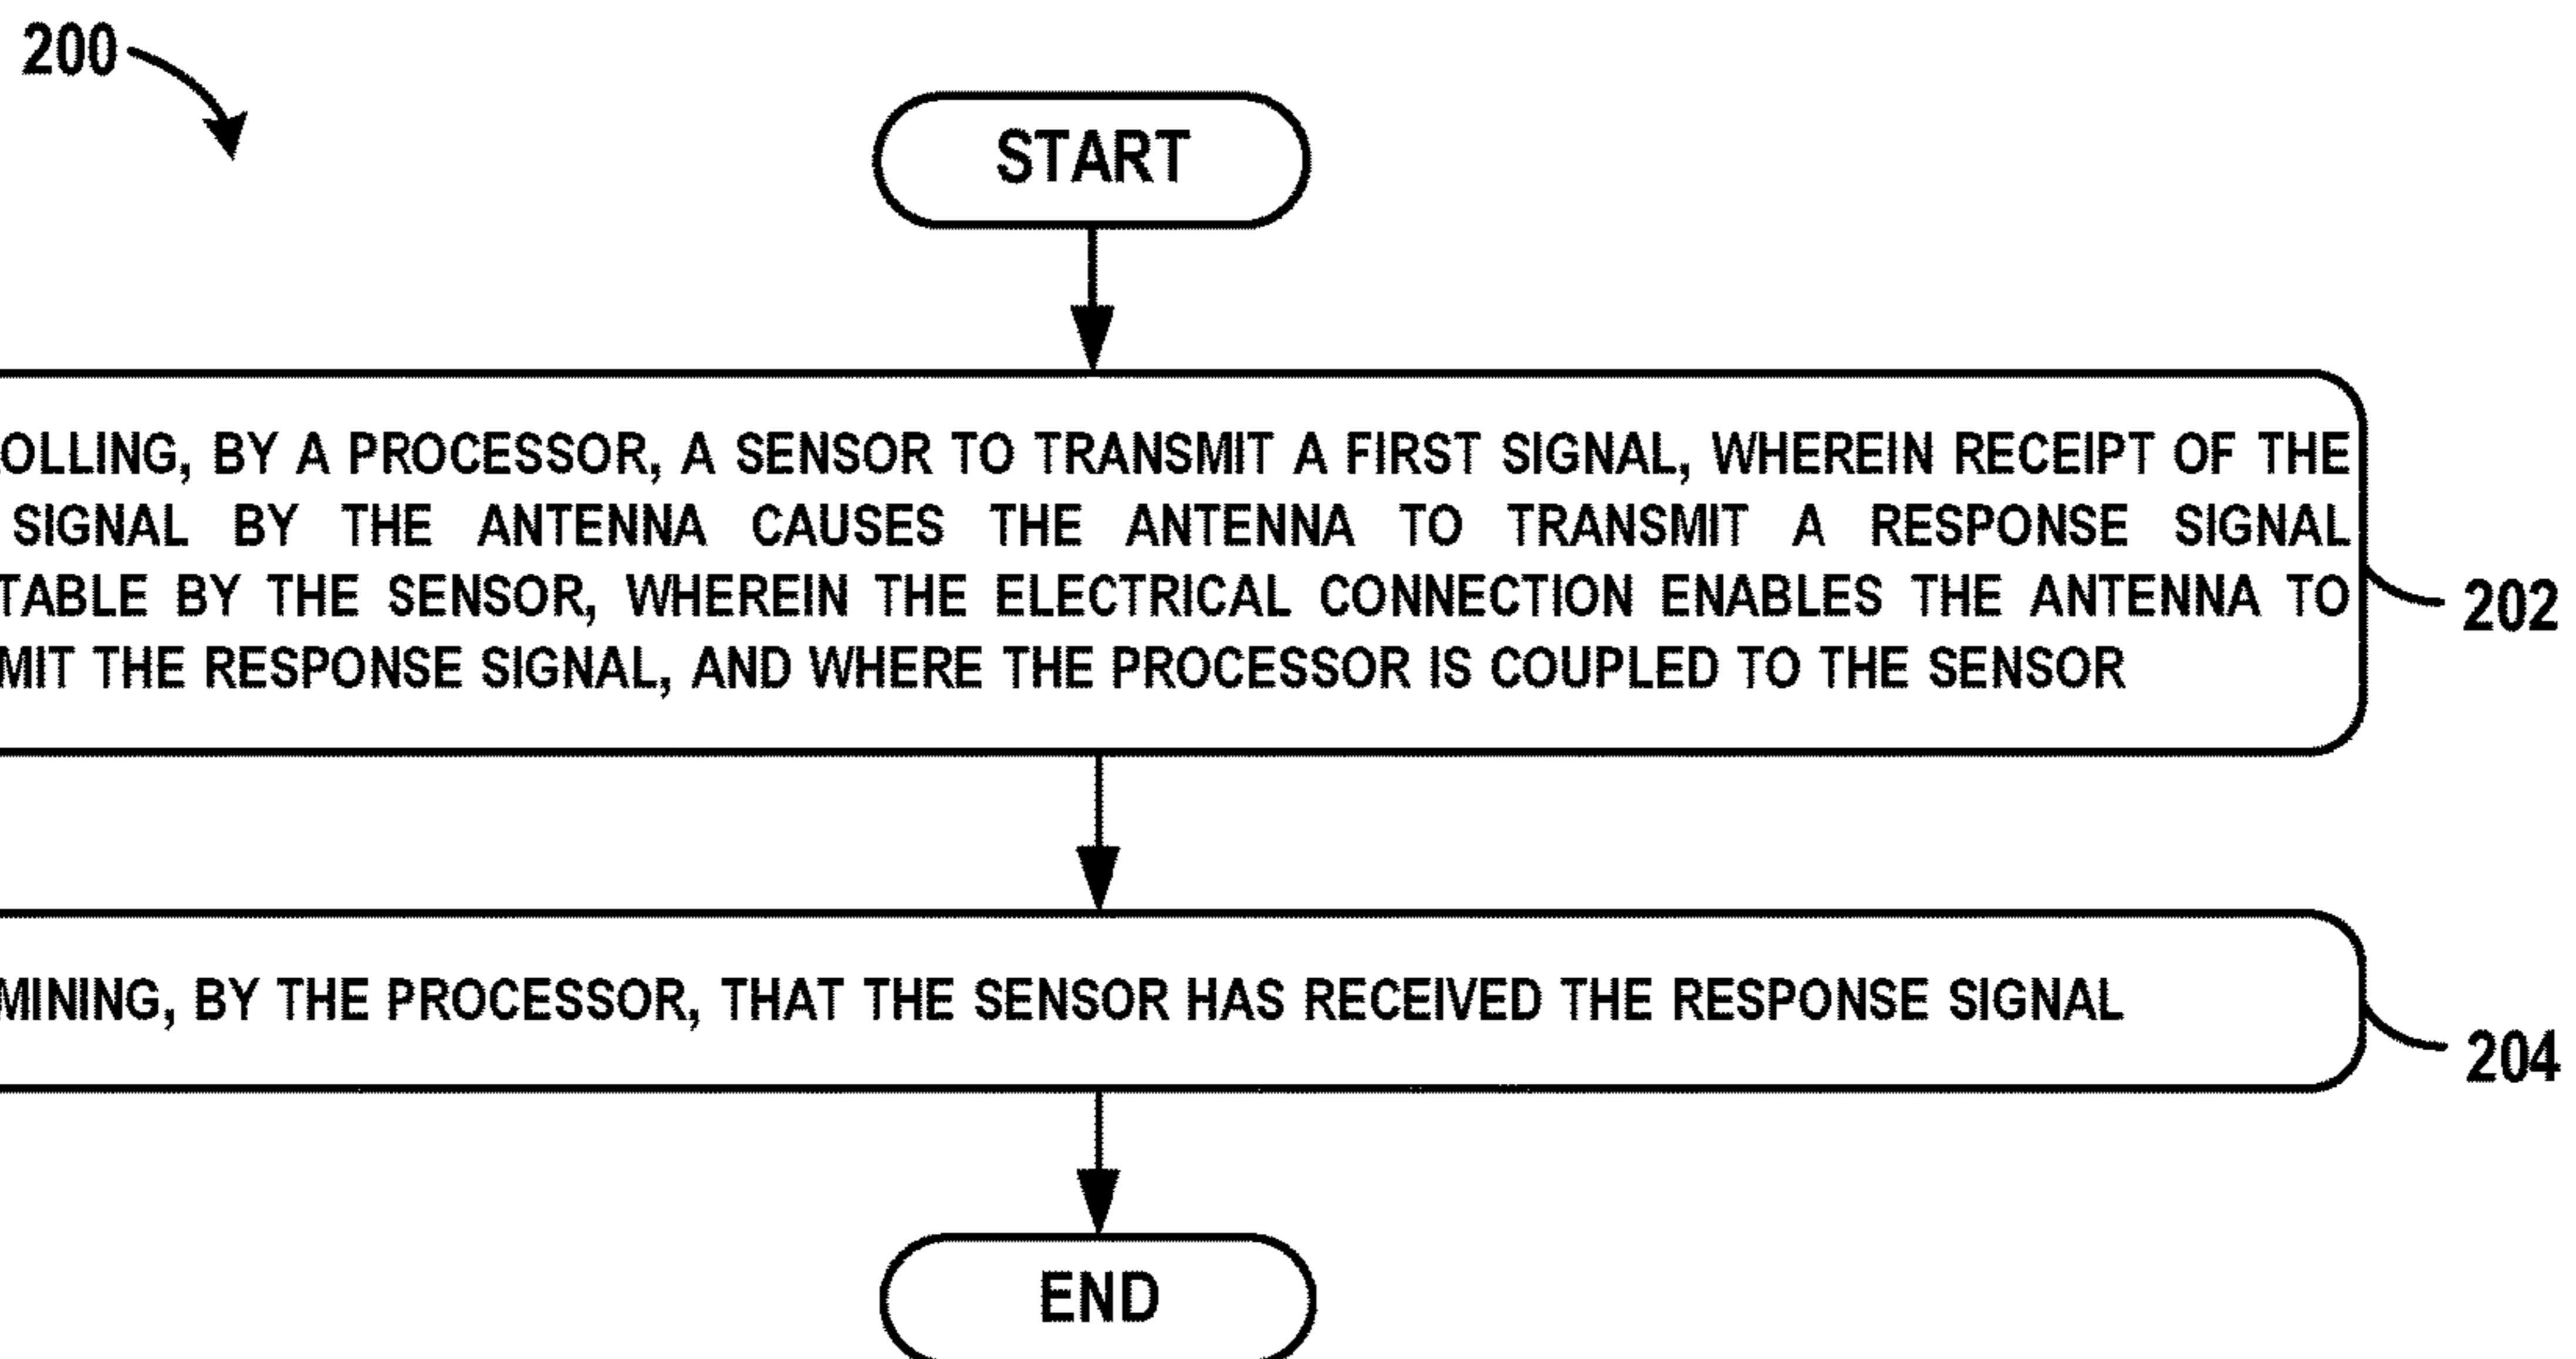 200
START
OLLING, BY A PROCESSOR, A SENSOR TO TRANSMIT A FIRST SIGNAL, WHEREIN RECEIPT OF THE
SIGNAL BY THE ANTENNA CAUSES THE ANTENNA TO TRANSMIT A RESPONSE SIGNAL
TABLE BY THE SENSOR, WHEREIN THE ELECTRICAL CONNECTION ENABLES THE ANTENNA TO
MIT THE RESPONSE SIGNAL, AND WHERE THE PROCESSOR IS COUPLED TO THE SENSOR
202
MINING, BY THE PROCESSOR, THAT THE SENSOR HAS RECEIVED THE RESPONSE SIGNAL
204
END